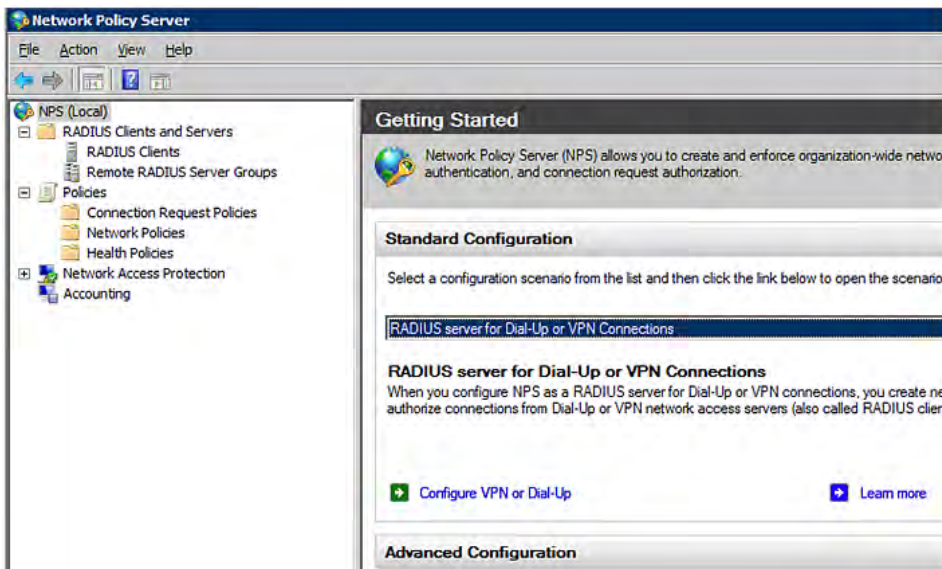 Network Policy Server
File Action View Help
NPS (Local)
RADIUS Clients and Servers
RADIUS Clients
Remote RADIUS Server Groups
Policies
Connection Request Policies
Network Policies
Health Policies
Network Access Protection
Accounting
Getting Started
Network Policy Server (NPS) allows you to create and enforce organization-wide netwo
authentication, and connection request authorization.
Standard Configuration
Select a configuration scenario from the list and then click the link below to open the scenario
RADIUS server for Dial-Up or VPN Connections
RADIUS server for Dial-Up or VPN Connections
When you configure NPS as a RADIUS server for Dial-Up or VPN connections, you create ne
authorize connections from Dial-Up or VPN network access servers (also called RADIUS clier
Configure VPN or Dial-Up
Learn more
Advanced Configuration